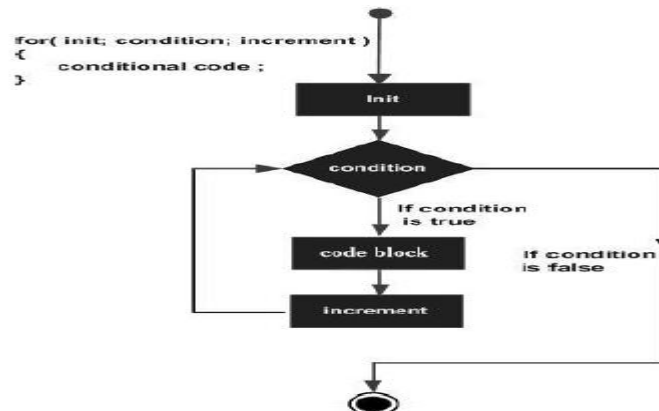 for( init; condition; increment )
{
conditional code ;
}
Init
condition
If condition
is true
code block
If condition
is false
increment